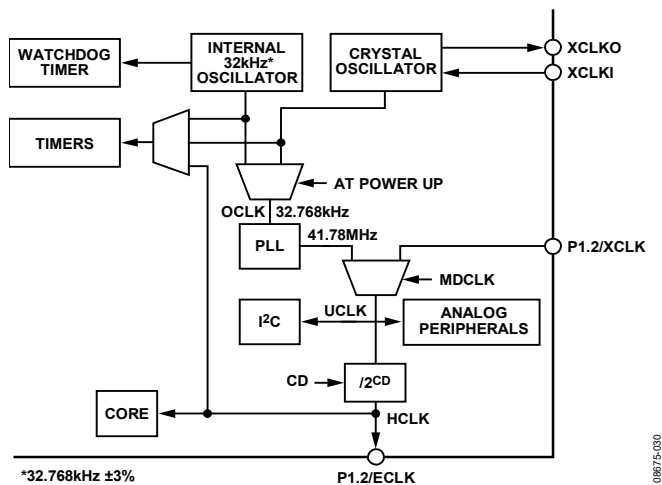 WATCHDOG
TIMER
INTERNAL
32kHz*
OSCILLATOR
CRYSTAL
OSCILLATOR
XCLKO
XCLKI
TIMERS
AT POWER UP
OCLK
32.768kHz
PLL
41.78MHz
P1.2/XCLK
MDCLK
I2C
UCLK
ANALOG
PERIPHERALS
CD
/2CD
CORE
HCLK
*32.768kHz ±3%
P1.2/ECLK
08675-030